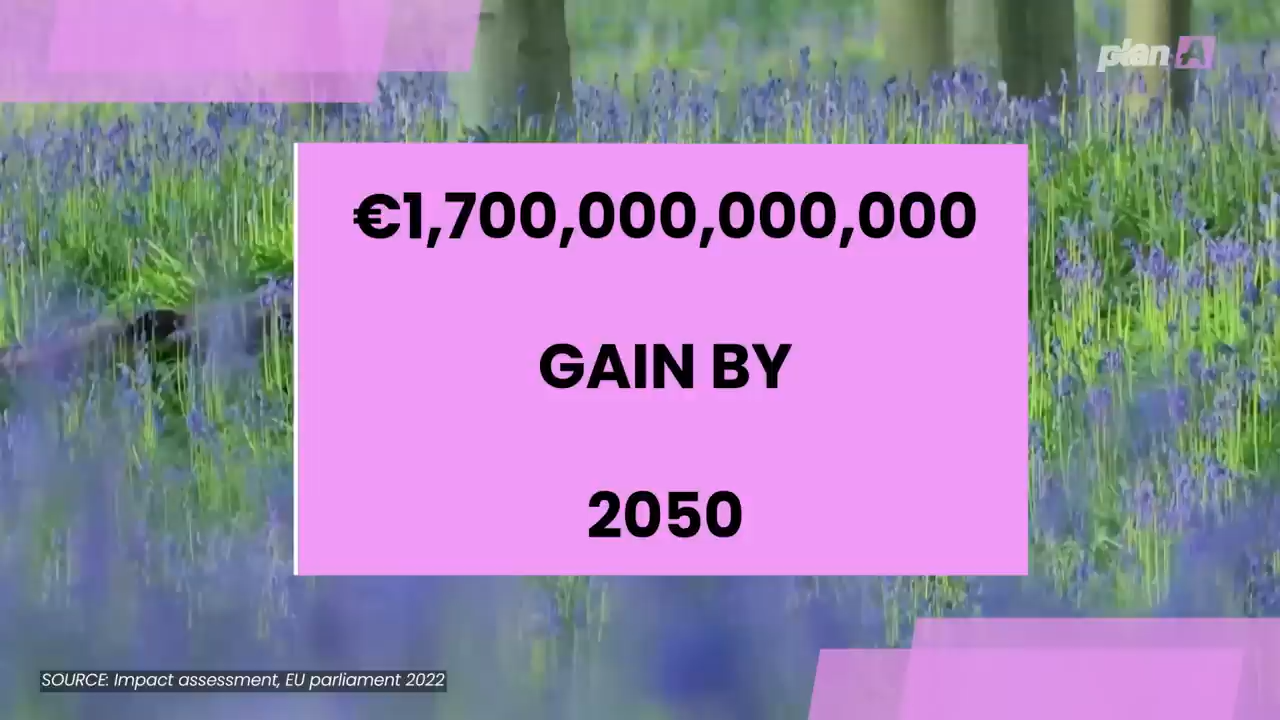 plan A
€1,700,000,000,000
GAIN BY
2050
SOURCE: Impact assessment, EU parliament 2022